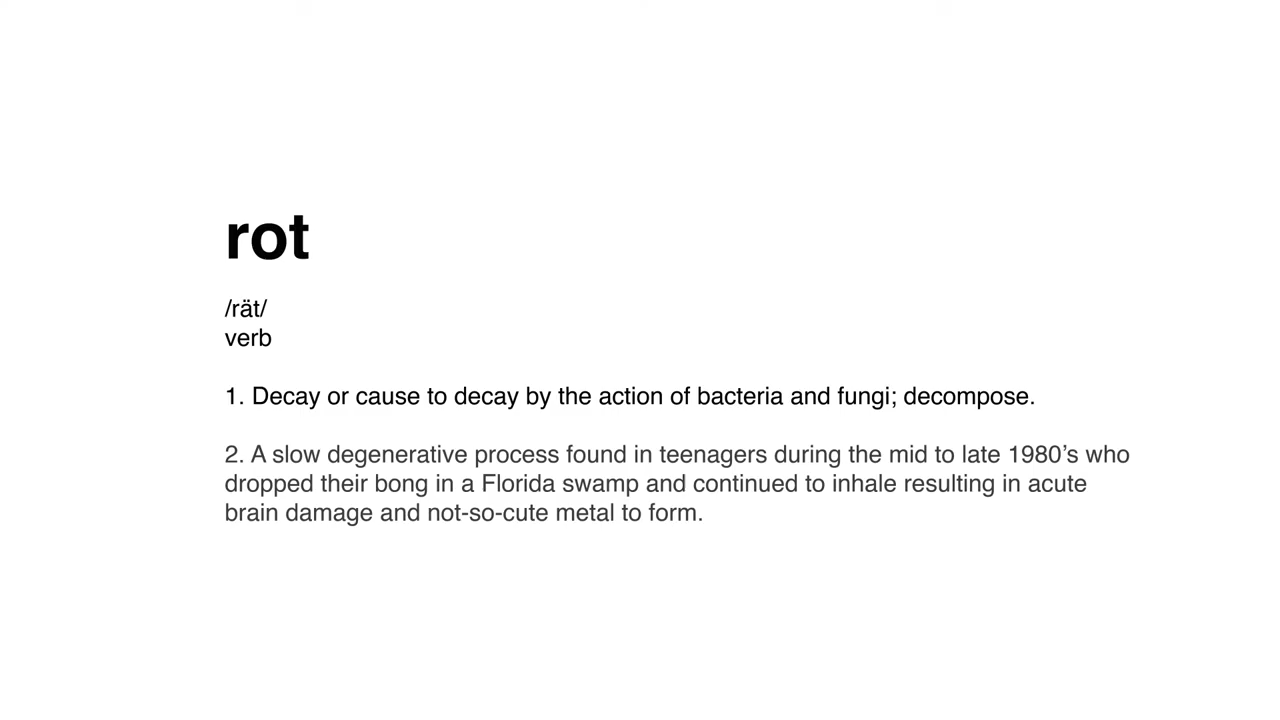 rot
/rät/
verb
1. Decay or cause to decay by the action of bacteria and fungi; decompose.
2. A slow degenerative process found in teenagers during the mid to late 1980’s who
dropped their bong in a Florida swamp and continued to inhale resulting in acute
brain damage and not-so-cute metal to form.